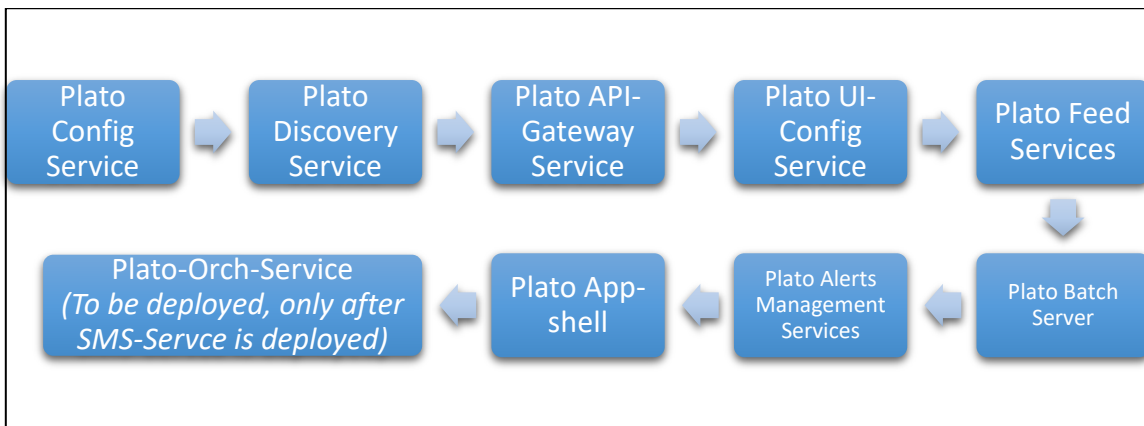 Plato
Config
Service
Plato
Discovery
Service
Plato API-
Gateway
Service
Plato UI-
Config
Service
Plato Feed
Services
Plato Batch
Server
Plato Alerts
Management
Services
Plato App-
shell
Plato-Orch-Service
(To be deployed, only after
SMS-Servce is deployed)